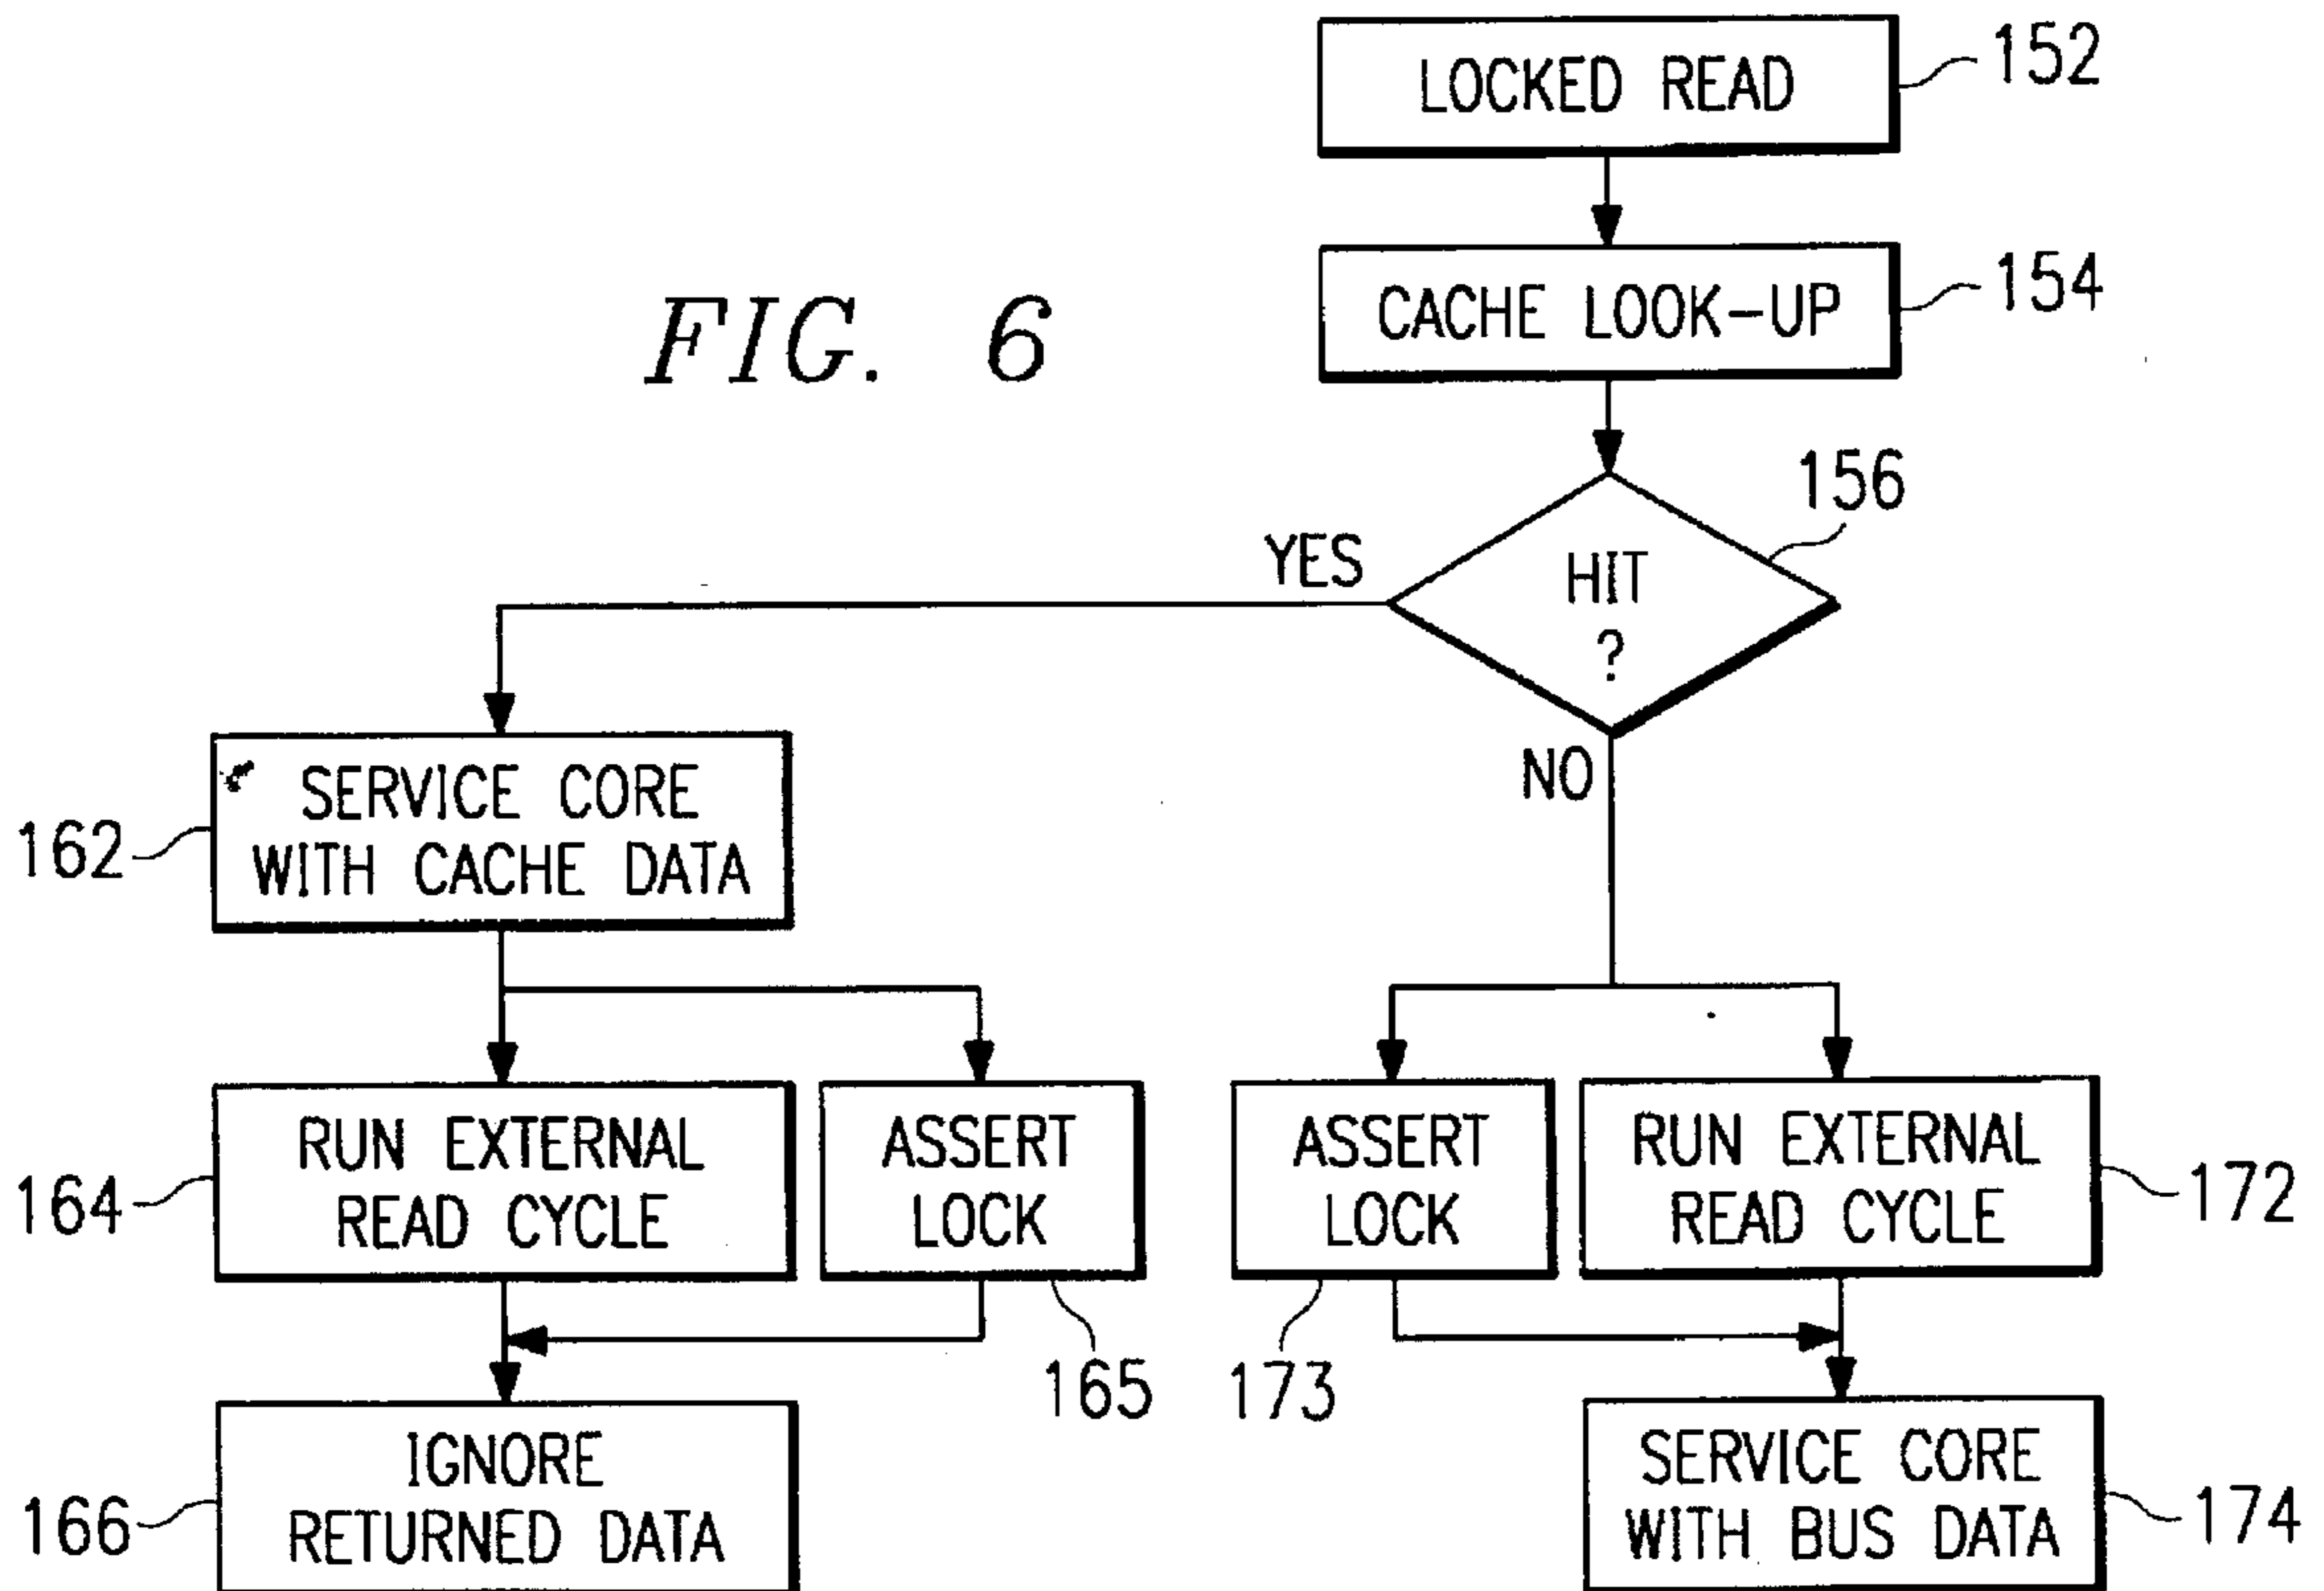 LOCKED READ
152
FIG. 6
CACHE LOOK-UP
154
HIT
?
156
YES
NO
SERVICE CORE
WITH CACHE DATA
162
RUN EXTERNAL
READ CYCLE
164
ASSERT
LOCK
165
ASSERT
LOCK
173
RUN EXTERNAL
READ CYCLE
172
IGNORE
RETURNED DATA
166
SERVICE CORE
WITH BUS DATA
174